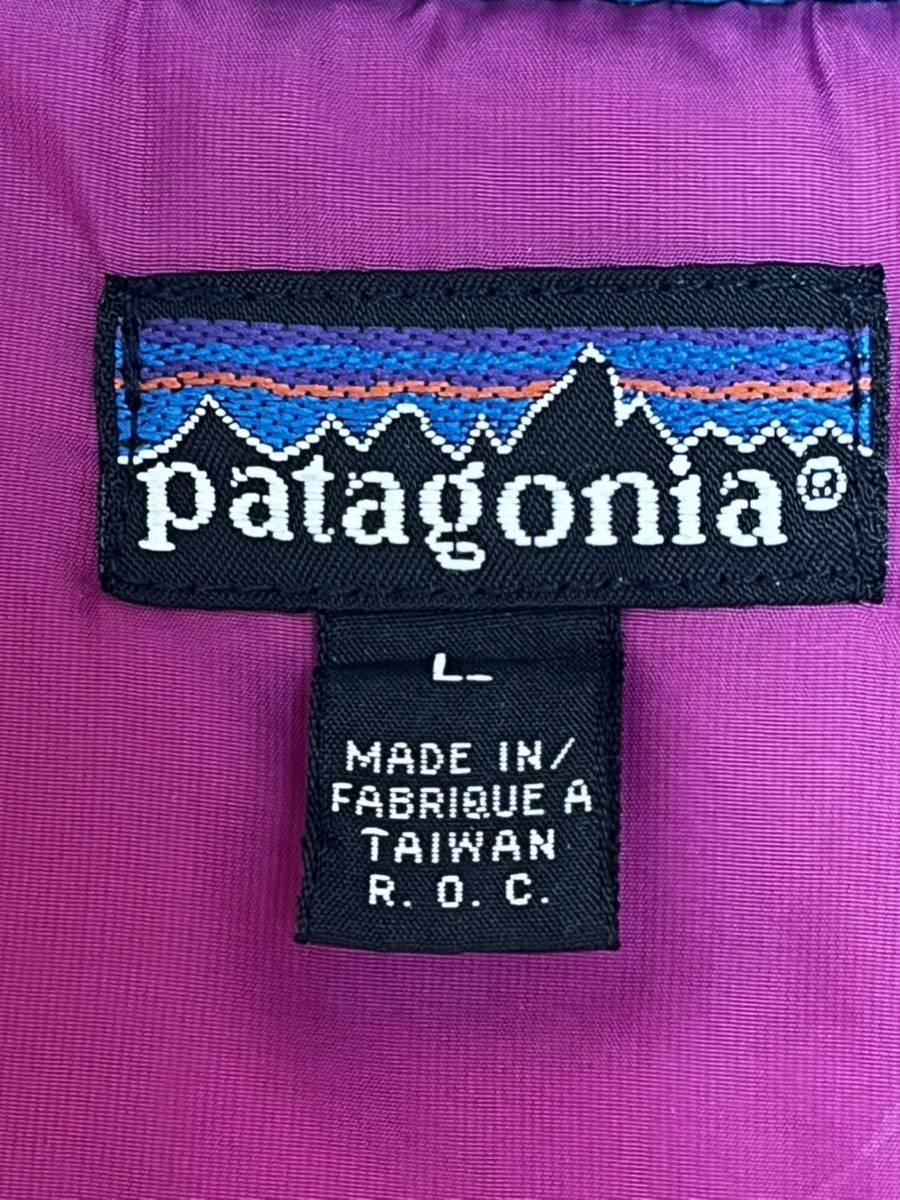 patagonia®
L
MADE IN/
FABRIQUE A
TAIWAN
R. O. C.